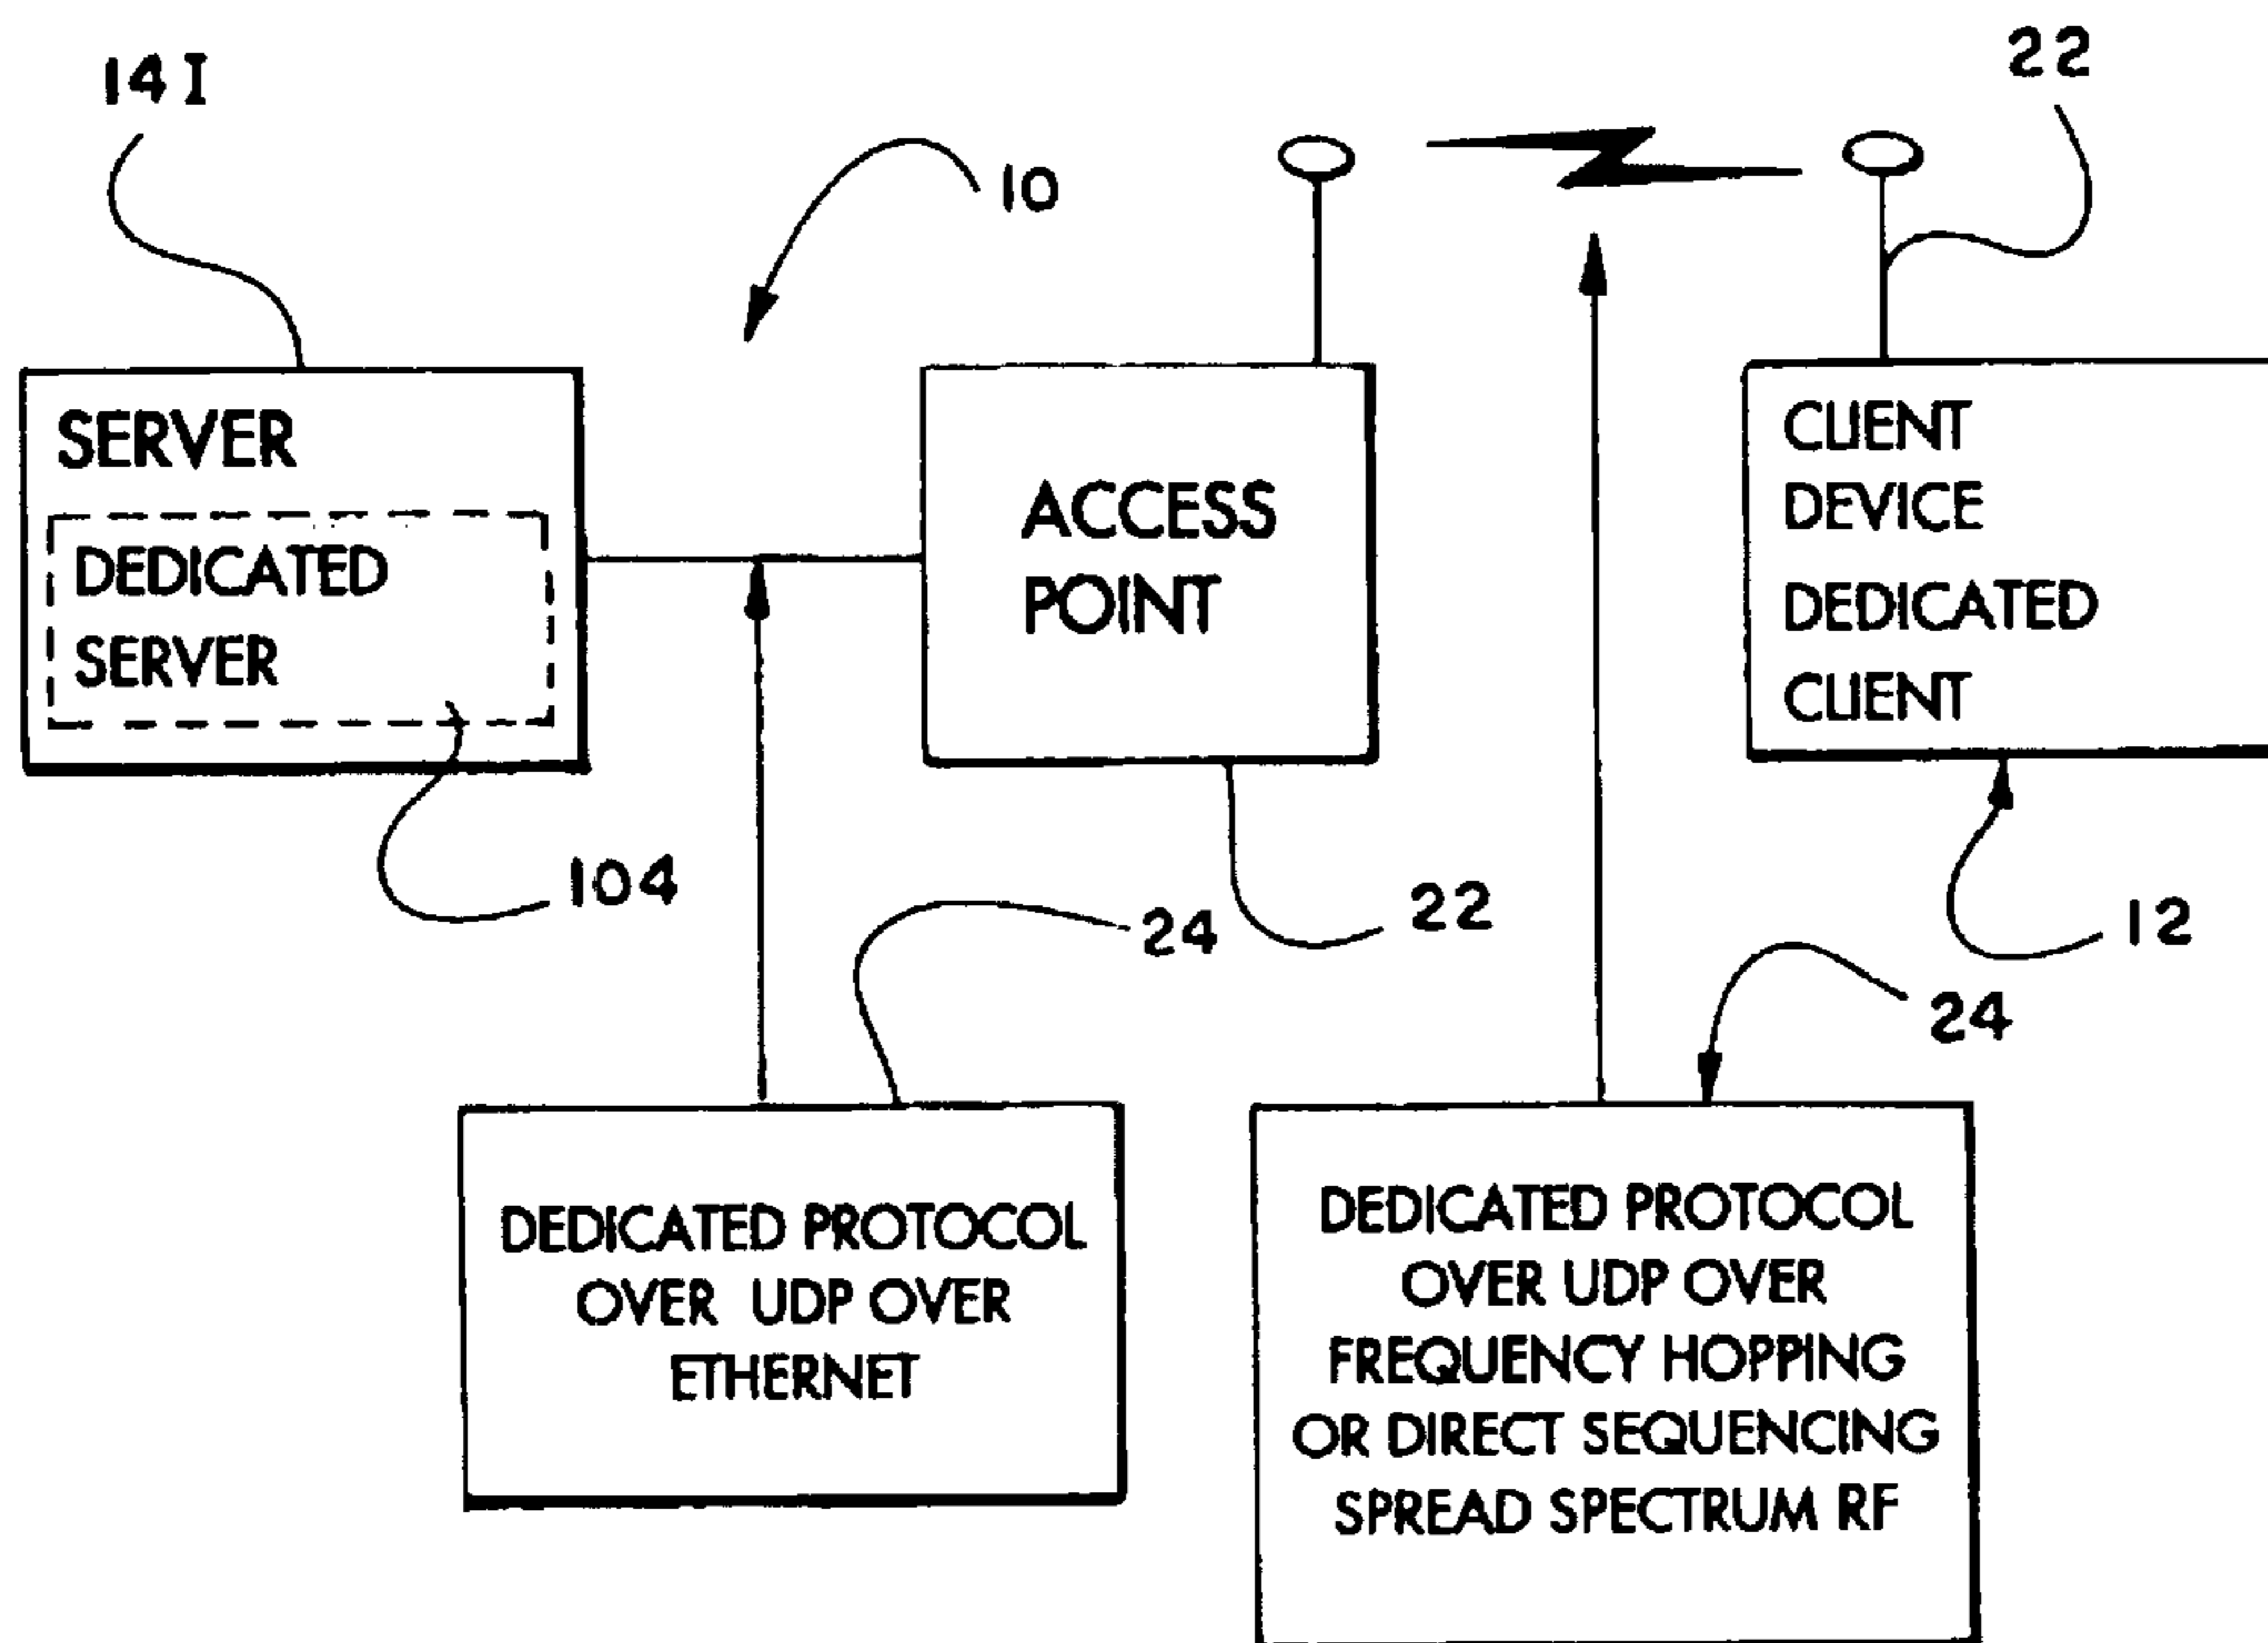 14I
22
10
SERVER
DEDICATED
SERVER
ACCESS
POINT
CLIENT
DEVICE
DEDICATED
CLIENT
104
24
22
12
24
DEDICATED PROTOCOL
OVER UDP OVER
ETHERNET
DEDICATED PROTOCOL
OVER UDP OVER
FREQUENCY HOPPING
OR DIRECT SEQUENCING
SPREAD SPECTRUM RF